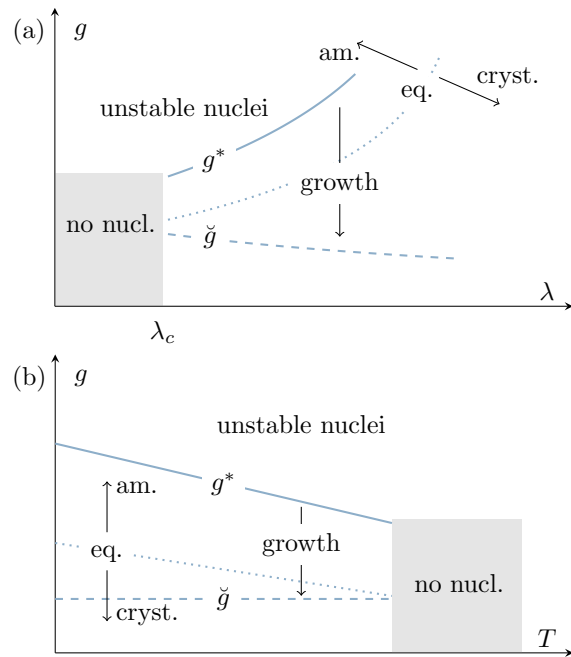 (a)
g
am.
cryst.
eq.
unstable nuclei
g*
growth
no nucl.
ğ
λ
λc
(b)
g
unstable nuclei
am.
g*
eq.
growth
no nucl.
ğ
cryst.
T